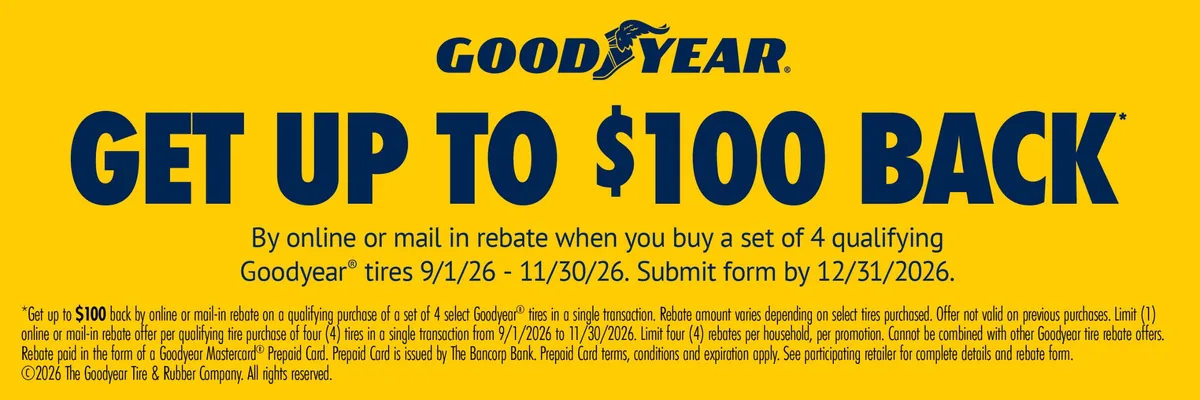 GOODYEAR®
GET UP TO $100 BACK*
By online or mail in rebate when you buy a set of 4 qualifying
Goodyear® tires 9/1/26 - 11/30/26. Submit form by 12/31/2026.
*Get up to $100 back by online or mail-in rebate on a qualifying purchase of a set of 4 select Goodyear® tires in a single transaction. Rebate amount varies depending on select tires purchased. Offer not valid on previous purchases. Limit (1)
online or mail-in rebate offer per qualifying tire purchase of four (4) tires in a single transaction from 9/1/2026 to 11/30/2026. Limit four (4) rebates per household, per promotion. Cannot be combined with other Goodyear tire rebate offers.
Rebate paid in the form of a Goodyear Mastercard® Prepaid Card. Prepaid Card is issued by The Bancorp Bank. Prepaid Card terms, conditions and expiration apply. See participating retailer for complete details and rebate form.
©2026 The Goodyear Tire & Rubber Company. All rights reserved.